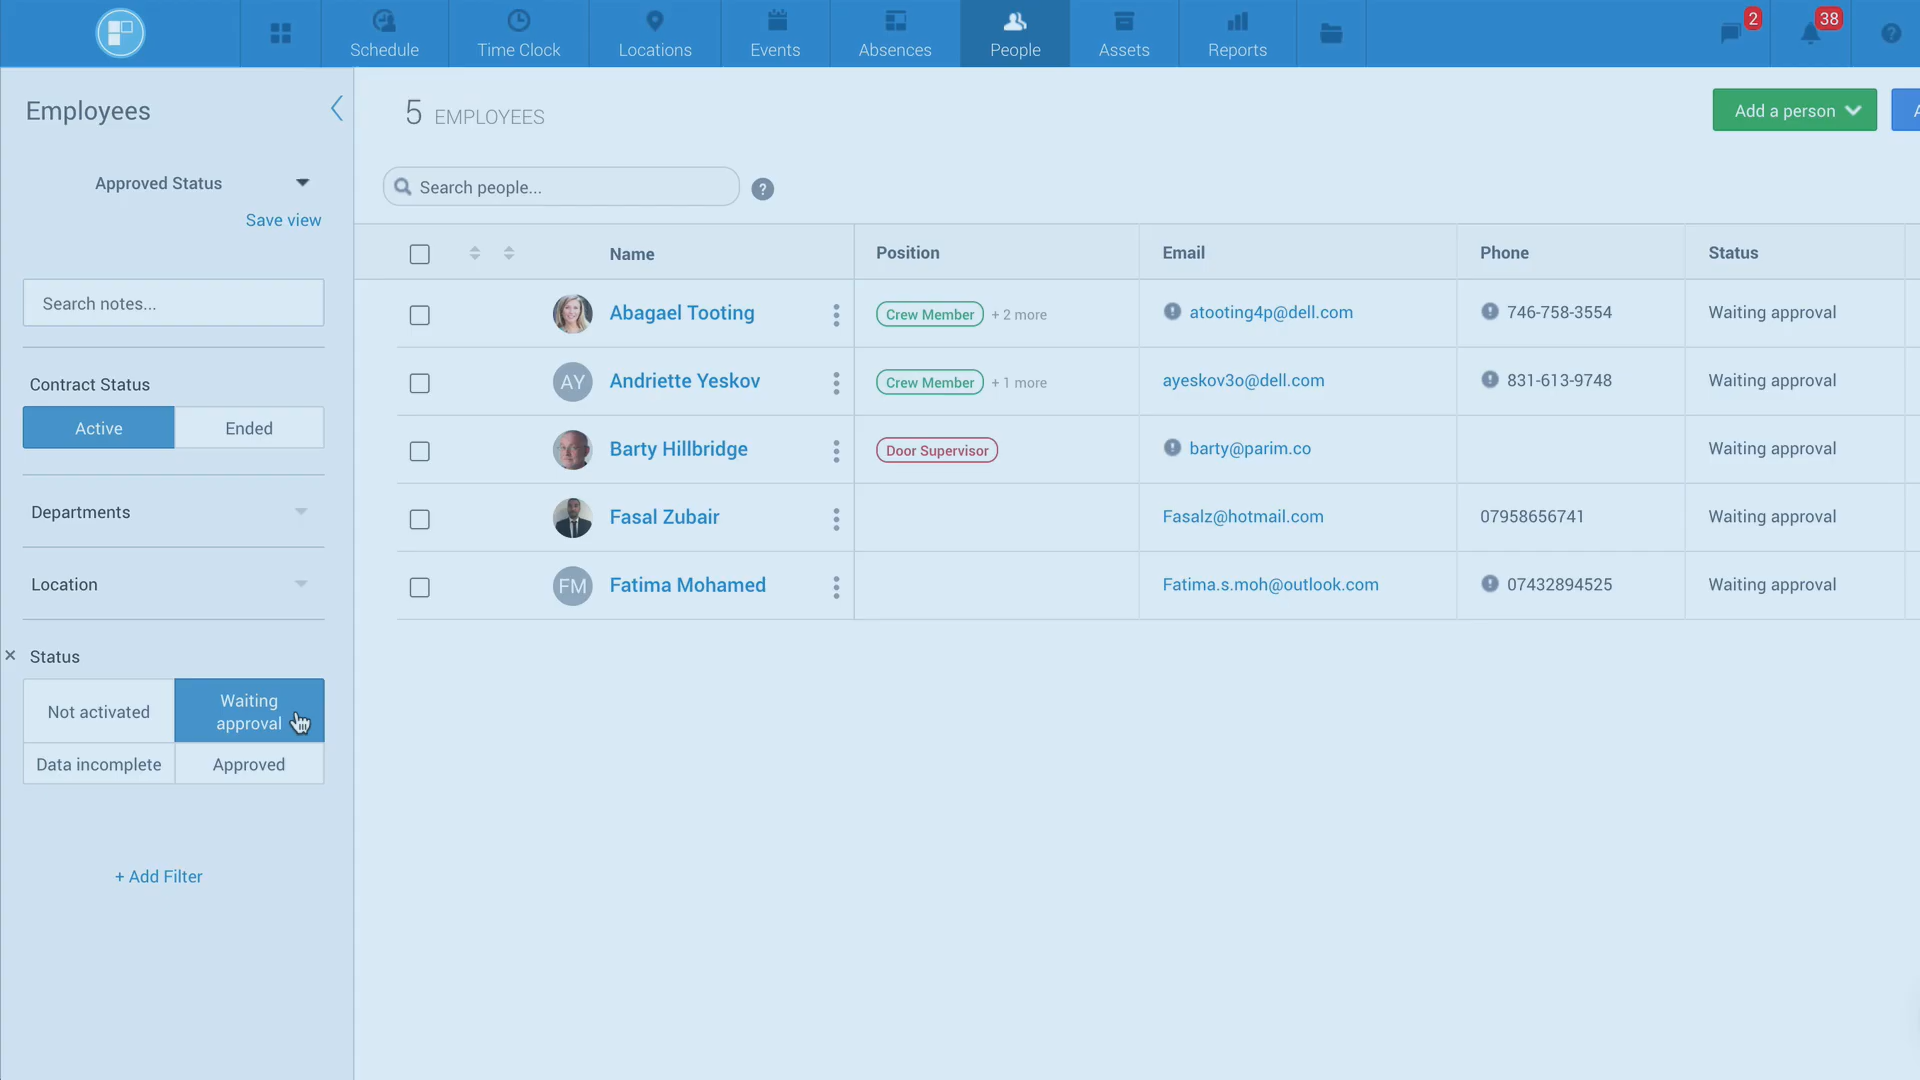 Schedule
Time Clock
Locations
Events
Absences
People
Assets
Reports
2
38
?
Employees
Approved Status
Save view
Search notes...
Contract Status
Active
Ended
Departments
Location
× Status
Not activated
Waiting
approval
Data incomplete
Approved
+ Add Filter
5 EMPLOYEES
Add a person
Search people...
?
Name Position Email Phone Status
Abagael Tooting Crew Member + 2 more atooting4p@dell.com 746-758-3554 Waiting approval
AY Andriette Yeskov Crew Member + 1 more ayeskov3o@dell.com 831-613-9748 Waiting approval
Barty Hillbridge Door Supervisor barty@parim.co Waiting approval
Fasal Zubair Fasalz@hotmail.com 07958656741 Waiting approval
FM Fatima Mohamed Fatima.s.moh@outlook.com 07432894525 Waiting approval